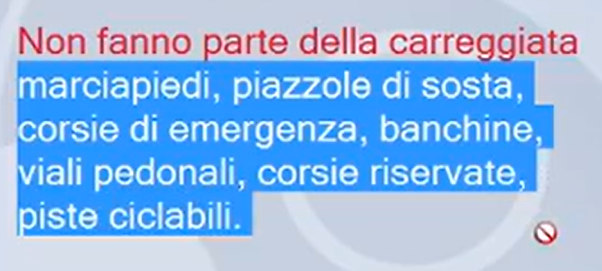 Non fanno parte della carreggiata
marciapiedi, piazzole di sosta,
corsie di emergenza, banchine,
viali pedonali, corsie riservate,
piste ciclabili.